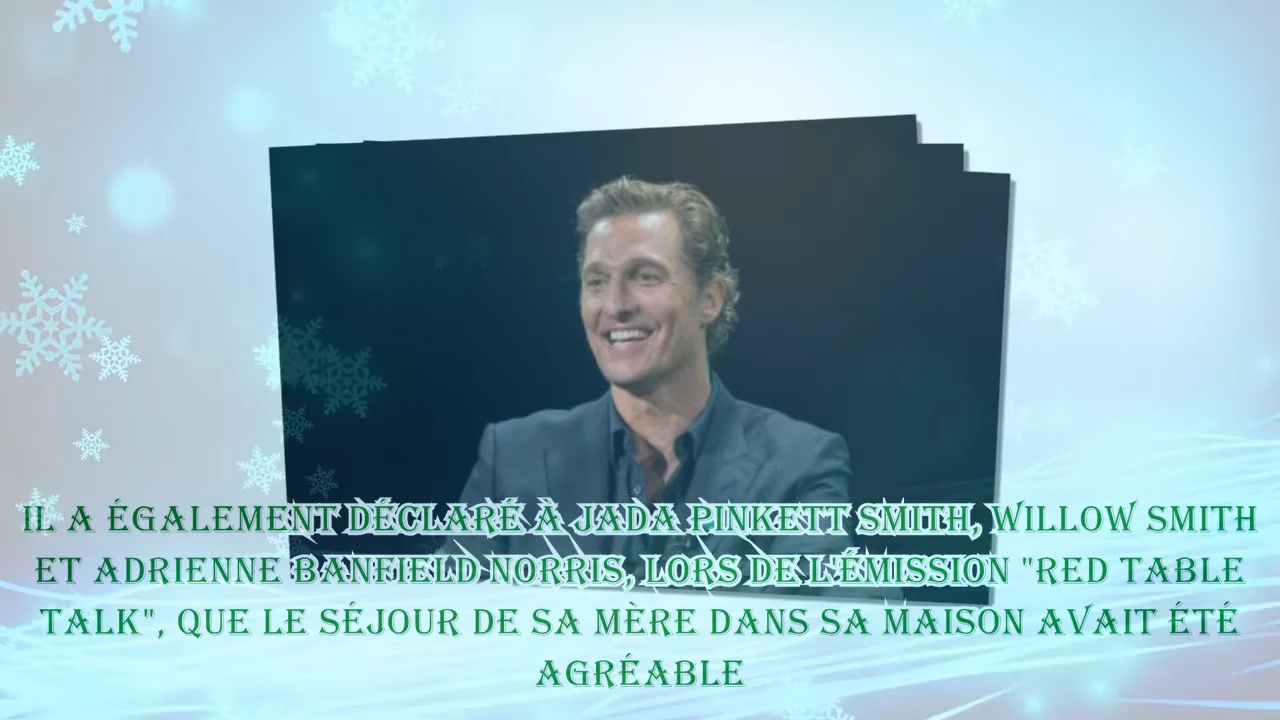 IL A ÉGALEMENT DÉCLARÉ À JADA PINKETT SMITH, WILLOW SMITH
ET ADRIENNE BANFIELD NORRIS, LORS DE L'ÉMISSION "RED TABLE
TALK", QUE LE SÉJOUR DE SA MÈRE DANS SA MAISON AVAIT ÉTÉ
AGRÉABLE